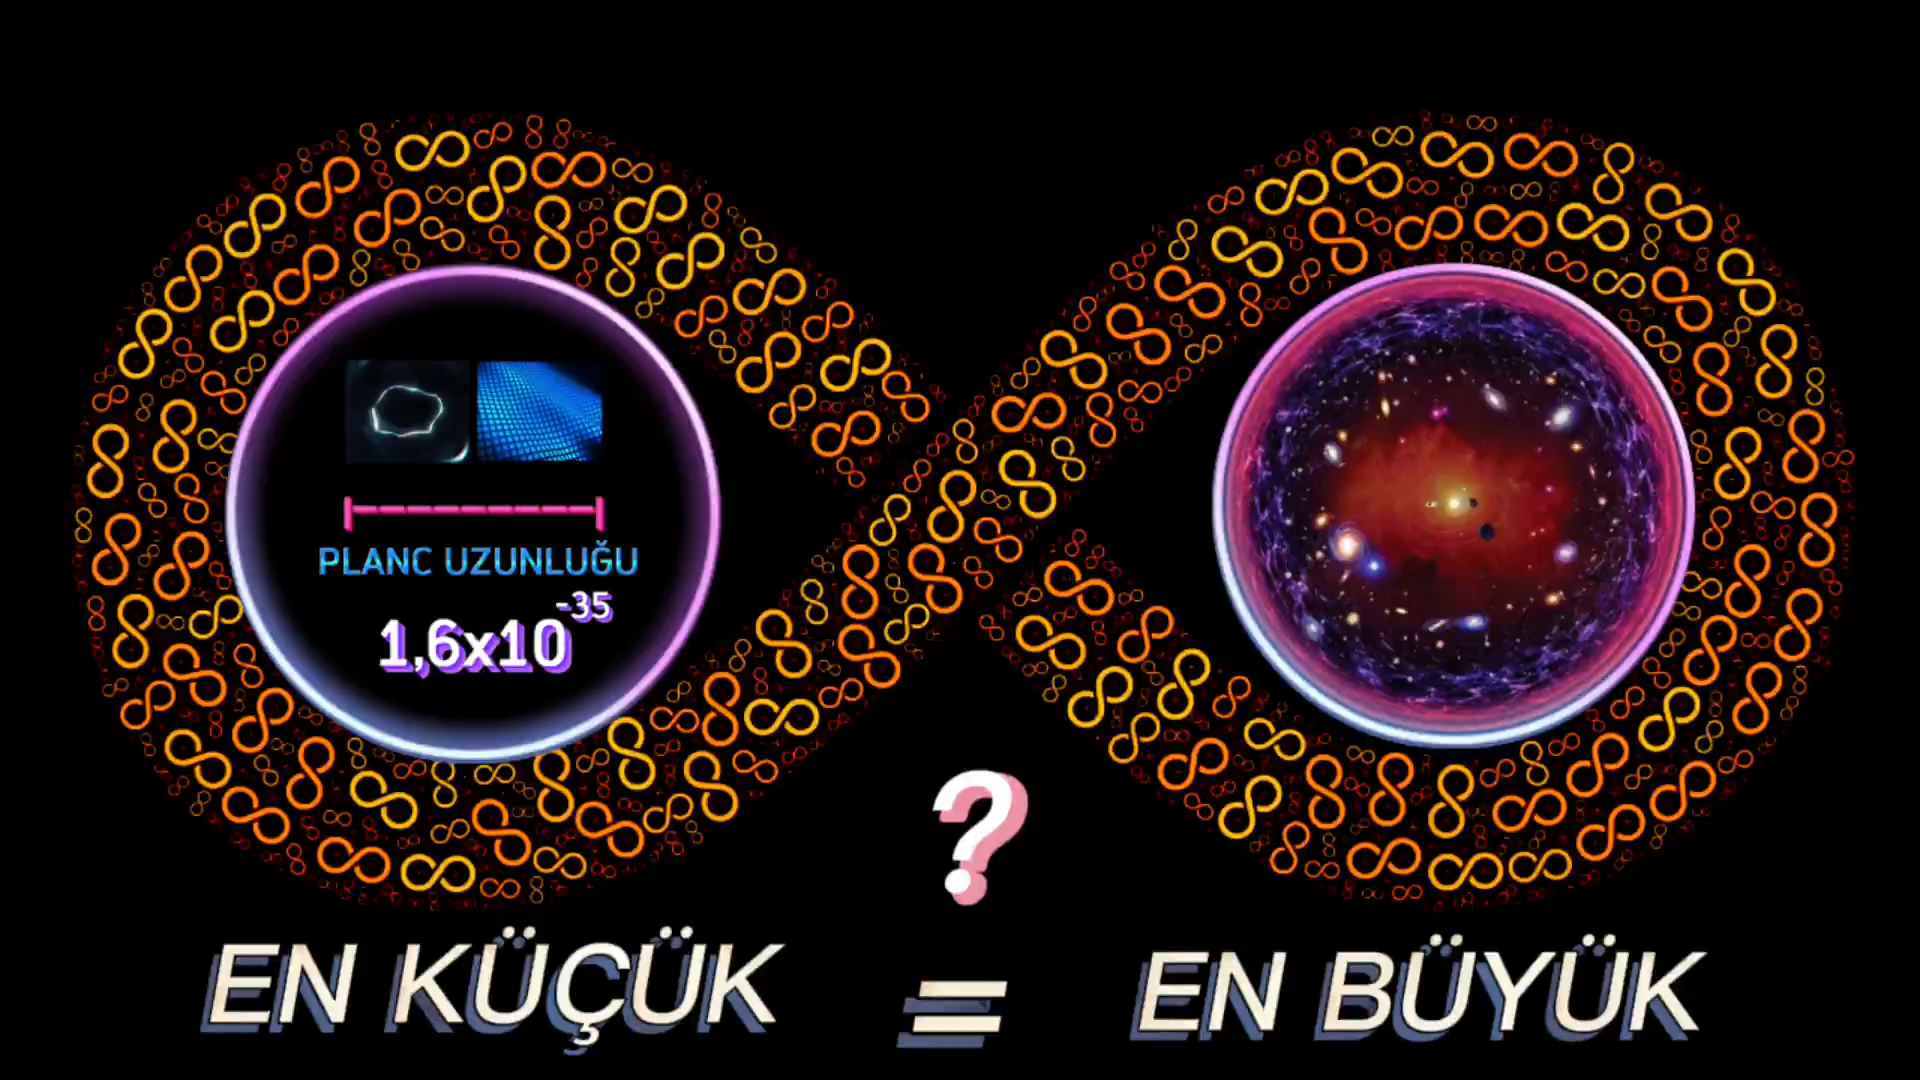 PLANC UZUNLUĞU
1,6x10⁻³⁵
?
EN KÜÇÜK = EN BÜYÜK